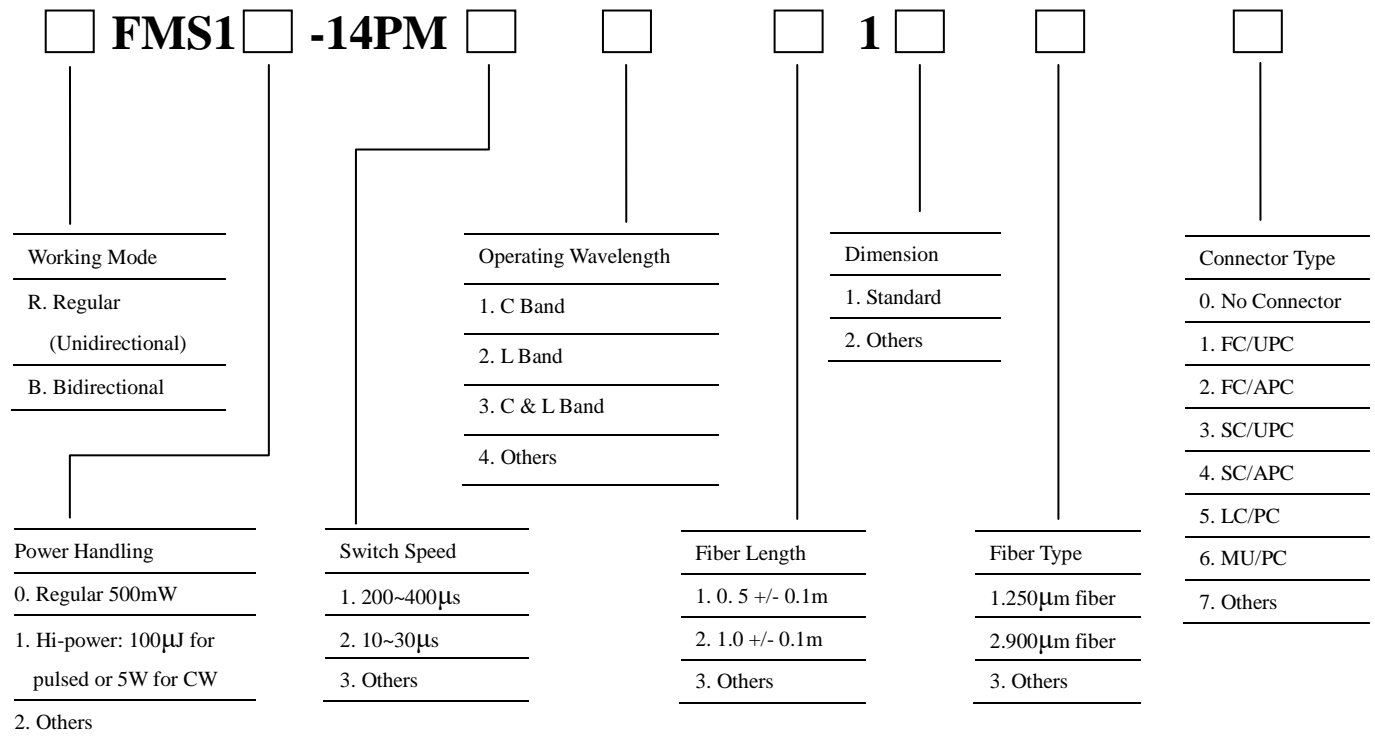 □ FMS1 □ -14PM □ □ □ 1 □ □ □
Working Mode
R. Regular
(Unidirectional)
B. Bidirectional
Operating Wavelength
1. C Band
2. L Band
3. C & L Band
4. Others
Dimension
1. Standard
2. Others
Connector Type
0. No Connector
1. FC/UPC
2. FC/APC
3. SC/UPC
4. SC/APC
5. LC/PC
6. MU/PC
7. Others
Power Handling
0. Regular 500mW
1. Hi-power: 100µJ for
pulsed or 5W for CW
2. Others
Switch Speed
1. 200~400µs
2. 10~30µs
3. Others
Fiber Length
1. 0. 5 +/- 0.1m
2. 1.0 +/- 0.1m
3. Others
Fiber Type
1.250µm fiber
2.900µm fiber
3. Others